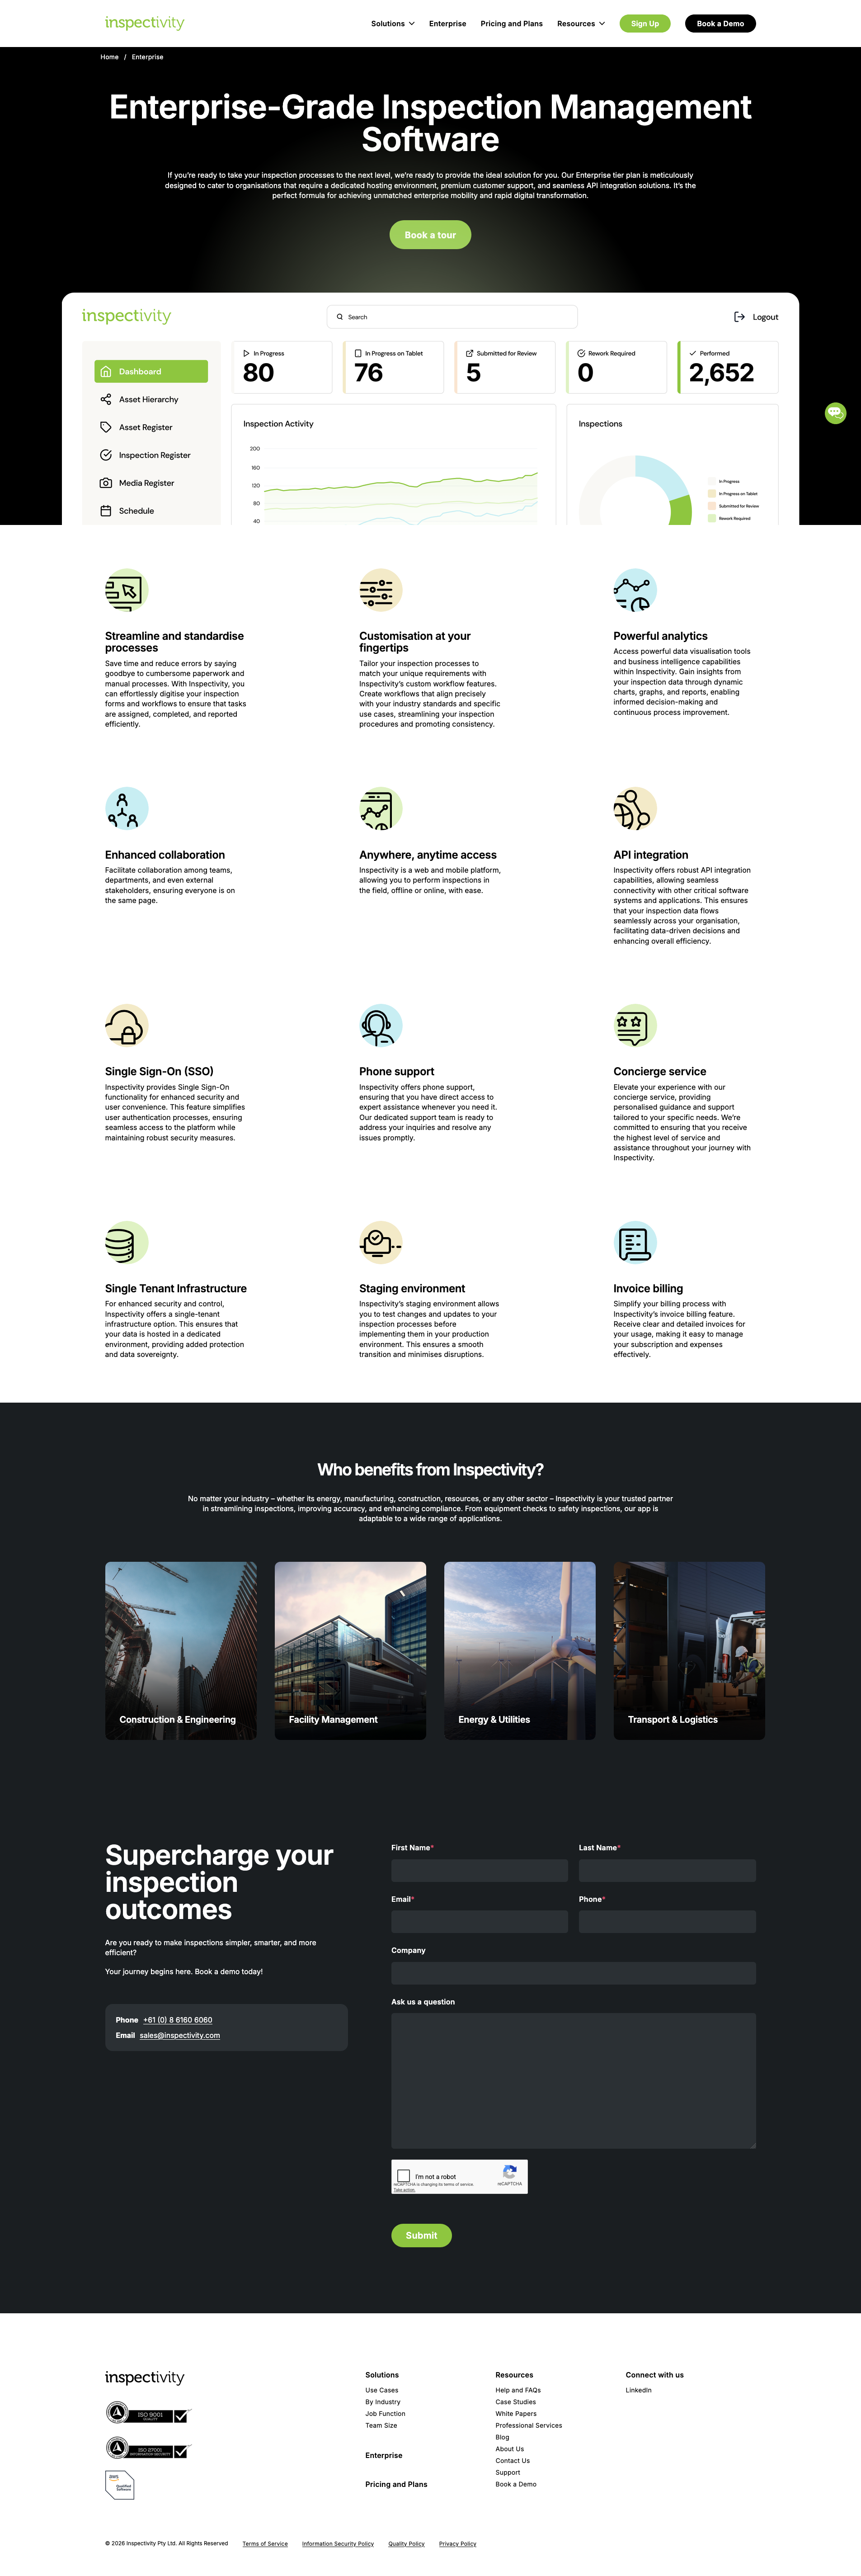 inspectivity
Solutions
Enterprise
Pricing and Plans
Resources
Sign Up
Book a Demo
Home / Enterprise
Enterprise-Grade Inspection Management
Software
If you're ready to take your inspection processes to the next level, we're ready to provide the ideal solution for you. Our Enterprise tier plan is meticulously
designed to cater to organisations that require a dedicated hosting environment, premium customer support, and seamless API integration solutions. It's the
perfect formula for achieving unmatched enterprise mobility and rapid digital transformation.
Book a tour
inspectivity
Search
Logout
Dashboard
Asset Hierarchy
Asset Register
Inspection Register
Media Register
Schedule
In Progress
80
In Progress on Tablet
76
Submitted for Review
5
Rework Required
0
Performed
2,652
Inspection Activity
200
160
120
80
40
Inspections
In Progress
In Progress on Tablet
Submitted for Review
Rework Required
Streamline and standardise
processes
Save time and reduce errors by saying
goodbye to cumbersome paperwork and
manual processes. With Inspectivity, you
can effortlessly digitise your inspection
forms and workflows to ensure that tasks
are assigned, completed, and reported
efficiently.
Customisation at your
fingertips
Tailor your inspection processes to
match your unique requirements with
Inspectivity's custom workflow features.
Create workflows that align precisely
with your industry standards and specific
use cases, streamlining your inspection
procedures and promoting consistency.
Powerful analytics
Access powerful data visualisation tools
and business intelligence capabilities
within Inspectivity. Gain insights from
your inspection data through dynamic
charts, graphs, and reports, enabling
informed decision-making and
continuous process improvement.
Enhanced collaboration
Facilitate collaboration among teams,
departments, and even external
stakeholders, ensuring everyone is on
the same page.
Anywhere, anytime access
Inspectivity is a web and mobile platform,
allowing you to perform inspections in
the field, offline or online, with ease.
API integration
Inspectivity offers robust API integration
capabilities, allowing seamless
connectivity with other critical software
systems and applications. This ensures
that your inspection data flows
seamlessly across your organisation,
facilitating data-driven decisions and
enhancing overall efficiency.
Single Sign-On (SSO)
Inspectivity provides Single Sign-On
functionality for enhanced security and
user convenience. This feature simplifies
user authentication processes, ensuring
seamless access to the platform while
maintaining robust security measures.
Phone support
Inspectivity offers phone support,
ensuring that you have direct access to
expert assistance whenever you need it.
Our dedicated support team is ready to
address your inquiries and resolve any
issues promptly.
Concierge service
Elevate your experience with our
concierge service, providing
personalised guidance and support
tailored to your specific needs. We're
committed to ensuring that you receive
the highest level of service and
assistance throughout your journey with
Inspectivity.
Single Tenant Infrastructure
For enhanced security and control,
Inspectivity offers a single-tenant
infrastructure option. This ensures that
your data is hosted in a dedicated
environment, providing added protection
and data sovereignty.
Staging environment
Inspectivity's staging environment allows
you to test changes and updates to your
inspection processes before
implementing them in your production
environment. This ensures a smooth
transition and minimises disruptions.
Invoice billing
Simplify your billing process with
Inspectivity's invoice billing feature.
Receive clear and detailed invoices for
your usage, making it easy to manage
your subscription and expenses
effectively.
Who benefits from Inspectivity?
No matter your industry – whether its energy, manufacturing, construction, resources, or any other sector – Inspectivity is your trusted partner
in streamlining inspections, improving accuracy, and enhancing compliance. From equipment checks to safety inspections, our app is
adaptable to a wide range of applications.
Construction & Engineering
Facility Management
Energy & Utilities
Transport & Logistics
Supercharge your
inspection
outcomes
Are you ready to make inspections simpler, smarter, and more
efficient?
Your journey begins here. Book a demo today!
Phone +61 (0) 8 6160 6060
Email sales@inspectivity.com
First Name*
Last Name*
Email*
Phone*
Company
Ask us a question
I'm not a robot
reCAPTCHA
reCAPTCHA is changing its terms of service.
Take action.
Submit
inspectivity
ISO 9001
QUALITY
ISO 27001
INFORMATION SECURITY
aws
Qualified
Software
Solutions
Use Cases
By Industry
Job Function
Team Size
Enterprise
Pricing and Plans
Resources
Help and FAQs
Case Studies
White Papers
Professional Services
Blog
About Us
Contact Us
Support
Book a Demo
Connect with us
LinkedIn
© 2026 Inspectivity Pty Ltd. All Rights Reserved
Terms of Service
Information Security Policy
Quality Policy
Privacy Policy